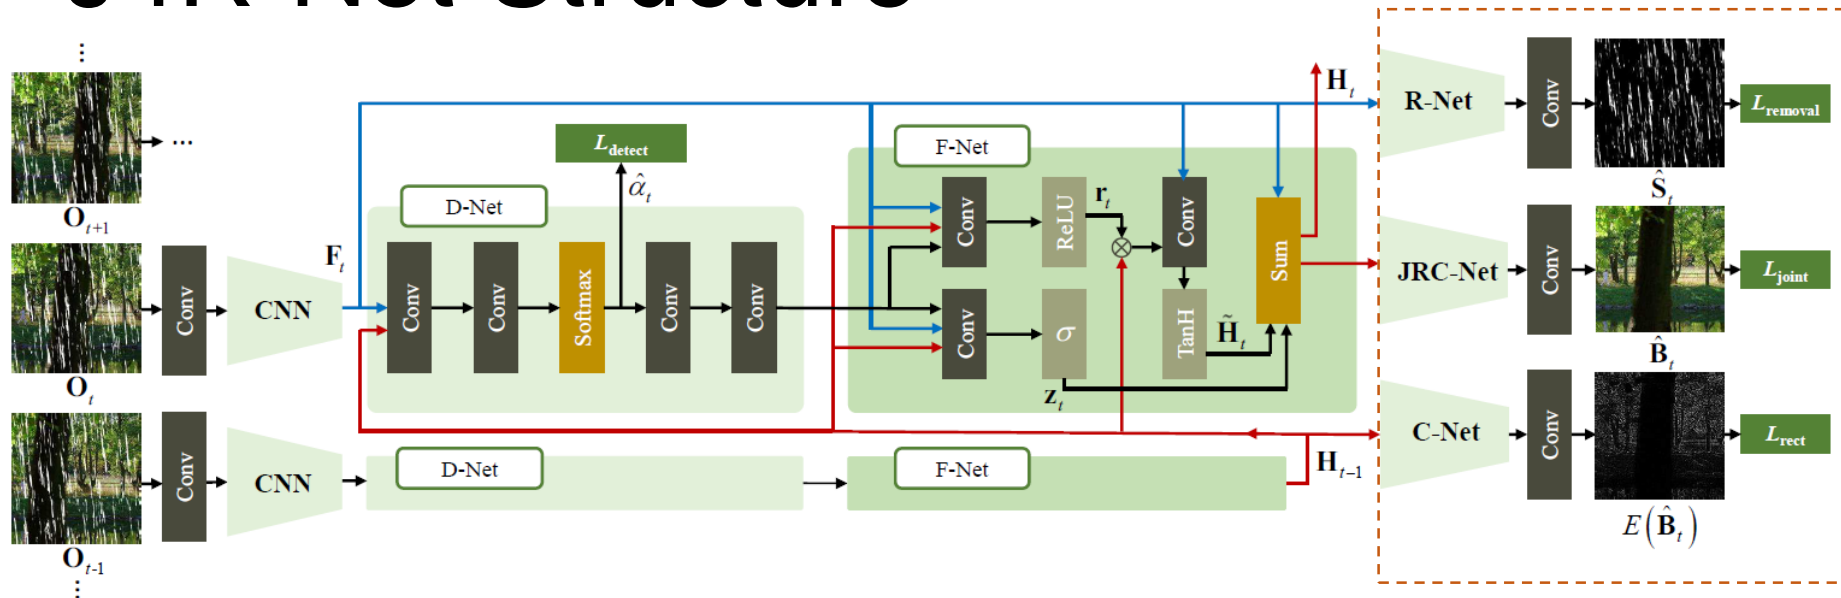 Net Structure
⋮
O_{t+1}
...
O_t
O_{t-1}
⋮
Conv
CNN
F_t
Conv
CNN
D-Net
Conv
Conv
Softmax
Conv
Conv
L_detect
α̂_t
D-Net
F-Net
Conv
ReLU
r_t
⊗
Conv
Conv
σ
z_t
TanH
H̃_t
Sum
H_t
F-Net
H_{t-1}
R-Net
Conv
Ŝ_t
L_removal
JRC-Net
Conv
B̂_t
L_joint
C-Net
Conv
E(B̂_t)
L_rect